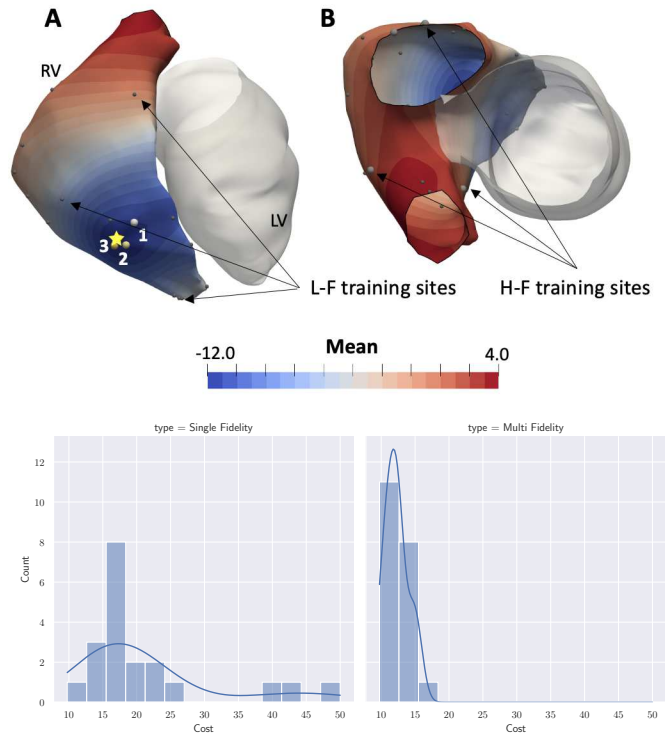 A
B
RV
1
3
2
LV
L-F training sites
H-F training sites
Mean
-12.0
4.0
type = Single Fidelity
type = Multi Fidelity
Count
12
10
8
6
4
2
0
10 15 20 25 30 35 40 45 50
10 15 20 25 30 35 40 45 50
Cost
Cost